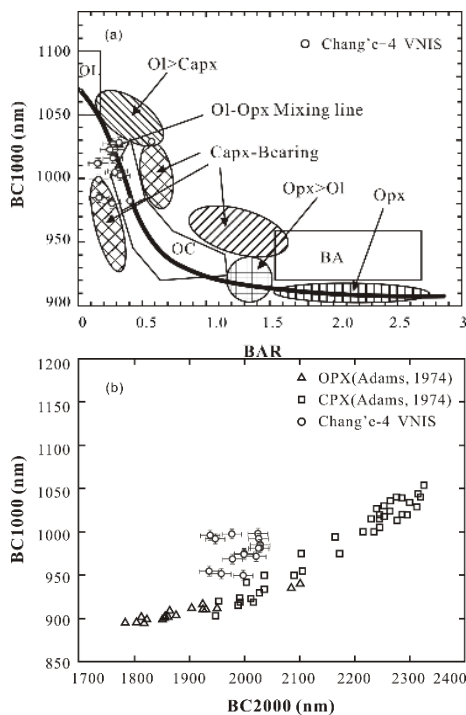 (a)
Chang'e-4 VNIS
OL
Ol>Capx
Ol-Opx Mixing line
Capx-Bearing
Opx>Ol
Opx
OC
BA
1100
1050
1000
950
900
BC1000 (nm)
0 0.5 1.0 1.5 2.0 2.5 3
BAR
(b)
OPX(Adams, 1974)
CPX(Adams, 1974)
Chang'e-4 VNIS
1200
1150
1100
1050
1000
950
900
850
BC1000 (nm)
1700 1800 1900 2000 2100 2200 2300 2400
BC2000 (nm)